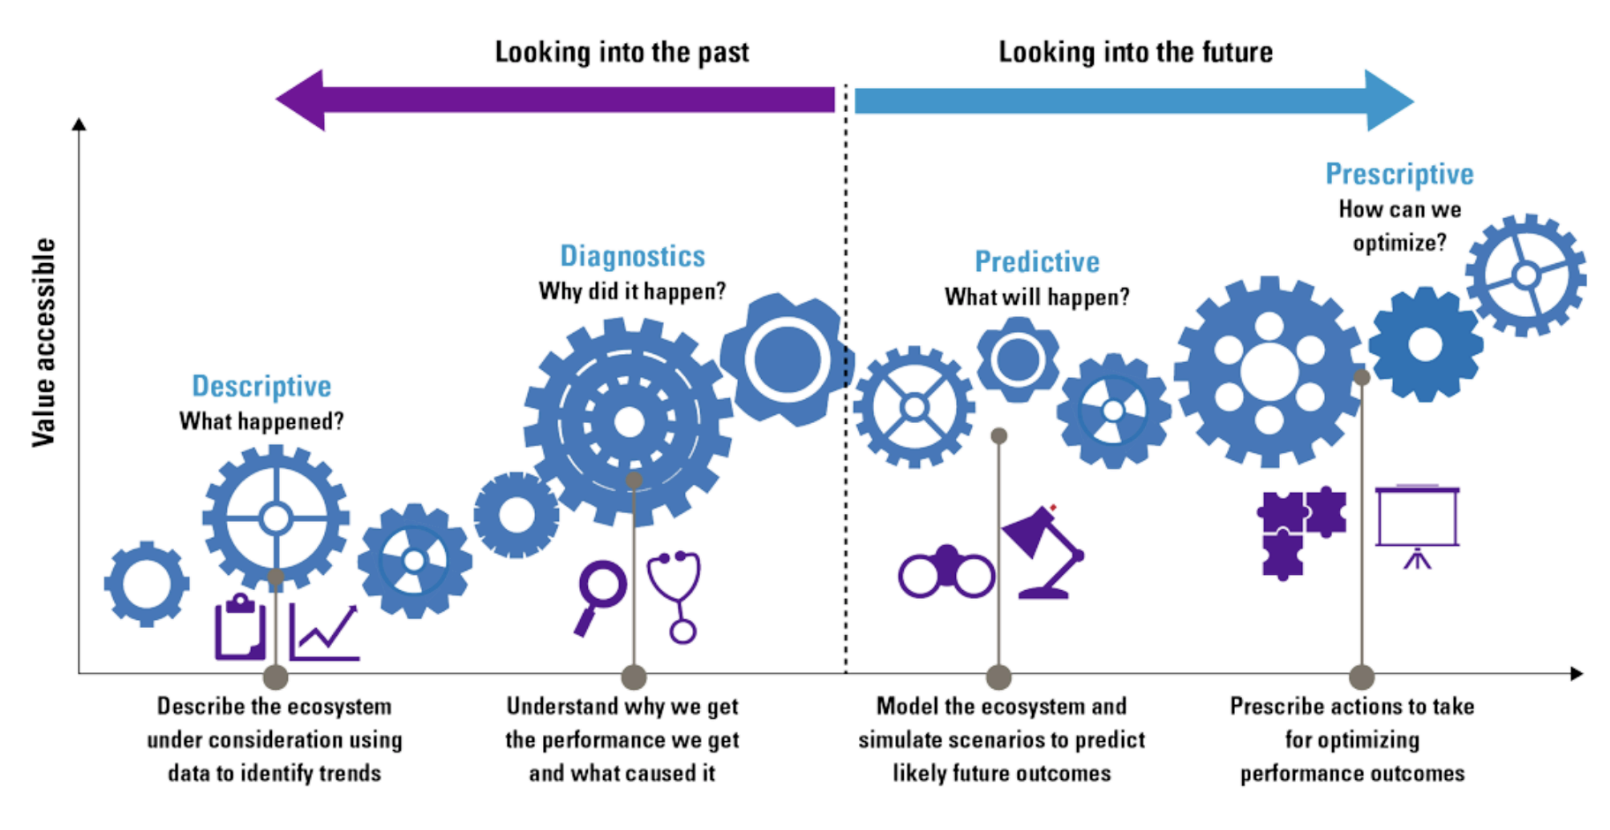 Looking into the past
Looking into the future
Value accessible
Descriptive
What happened?
Diagnostics
Why did it happen?
Predictive
What will happen?
Prescriptive
How can we
optimize?
Describe the ecosystem
under consideration using
data to identify trends
Understand why we get
the performance we get
and what caused it
Model the ecosystem and
simulate scenarios to predict
likely future outcomes
Prescribe actions to take
for optimizing
performance outcomes